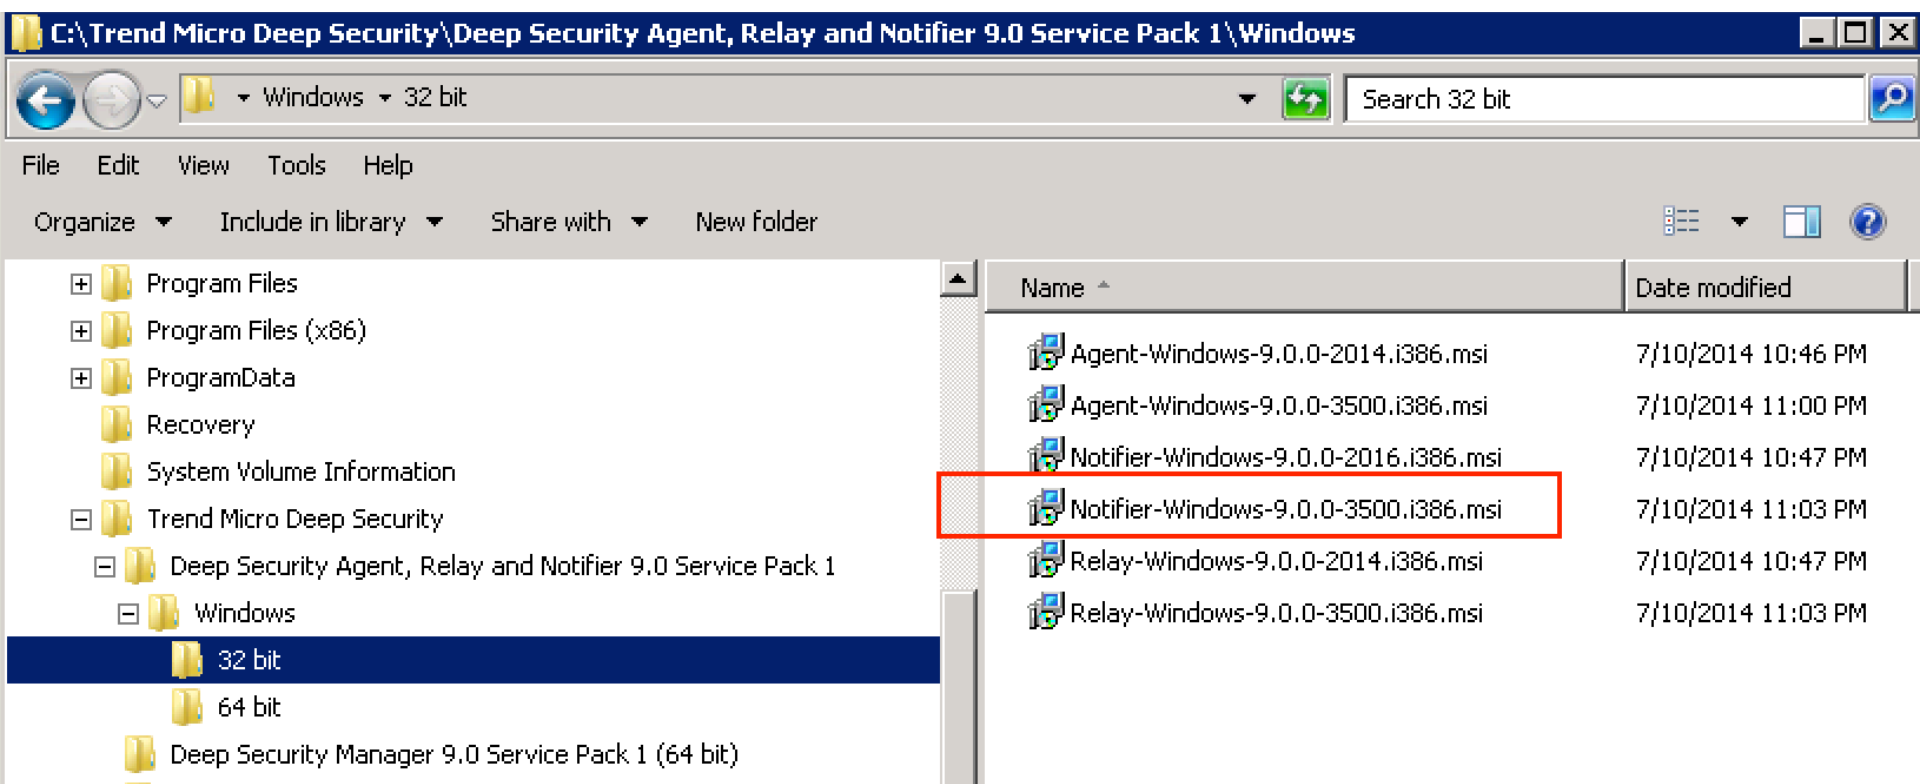 C:\Trend Micro Deep Security\Deep Security Agent, Relay and Notifier 9.0 Service Pack 1\Windows
Windows 32 bit
Search 32 bit
File Edit View Tools Help
Organize Include in library Share with New folder
Program Files
Program Files (x86)
ProgramData
Recovery
System Volume Information
Trend Micro Deep Security
Deep Security Agent, Relay and Notifier 9.0 Service Pack 1
Windows
32 bit
64 bit
Deep Security Manager 9.0 Service Pack 1 (64 bit)
Name Date modified
Agent-Windows-9.0.0-2014.i386.msi 7/10/2014 10:46 PM
Agent-Windows-9.0.0-3500.i386.msi 7/10/2014 11:00 PM
Notifier-Windows-9.0.0-2016.i386.msi 7/10/2014 10:47 PM
Notifier-Windows-9.0.0-3500.i386.msi 7/10/2014 11:03 PM
Relay-Windows-9.0.0-2014.i386.msi 7/10/2014 10:47 PM
Relay-Windows-9.0.0-3500.i386.msi 7/10/2014 11:03 PM